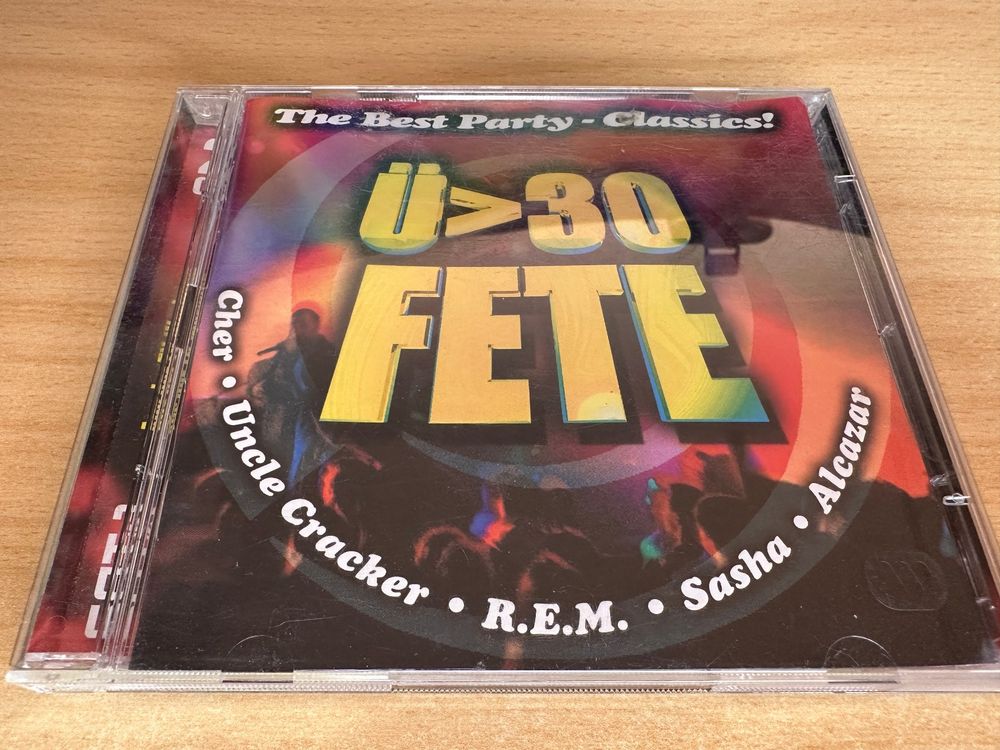 The Best Party - Classics!
Ü>30
FETE
Cher • Uncle Cracker • R.E.M. • Sasha • Alcazar